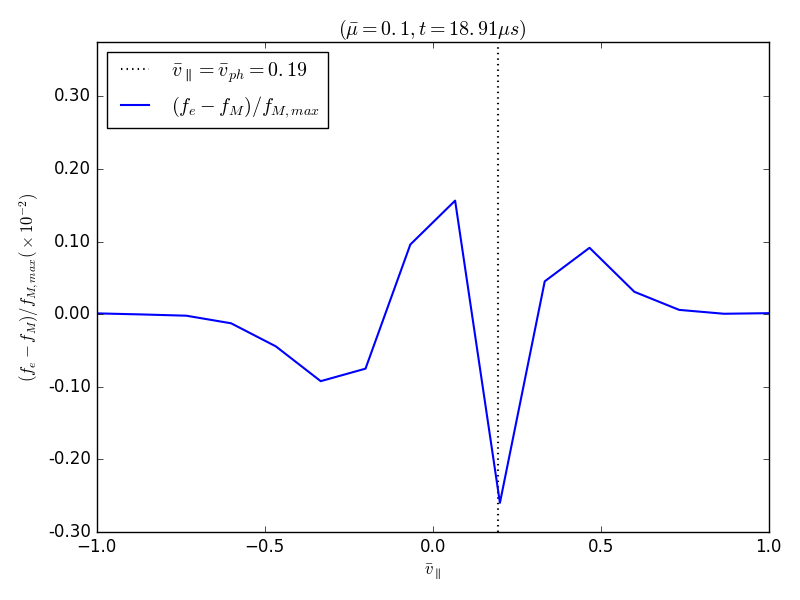 (μ̄ = 0.1, t = 18.91μs)
v̄∥ = v̄ph = 0.19
(fe − fM)/fM,max
0.30
0.20
0.10
0.00
-0.10
-0.20
-0.30
(fe − fM)/fM,max(×10⁻²)
−1.0 −0.5 0.0 0.5 1.0
v̄∥